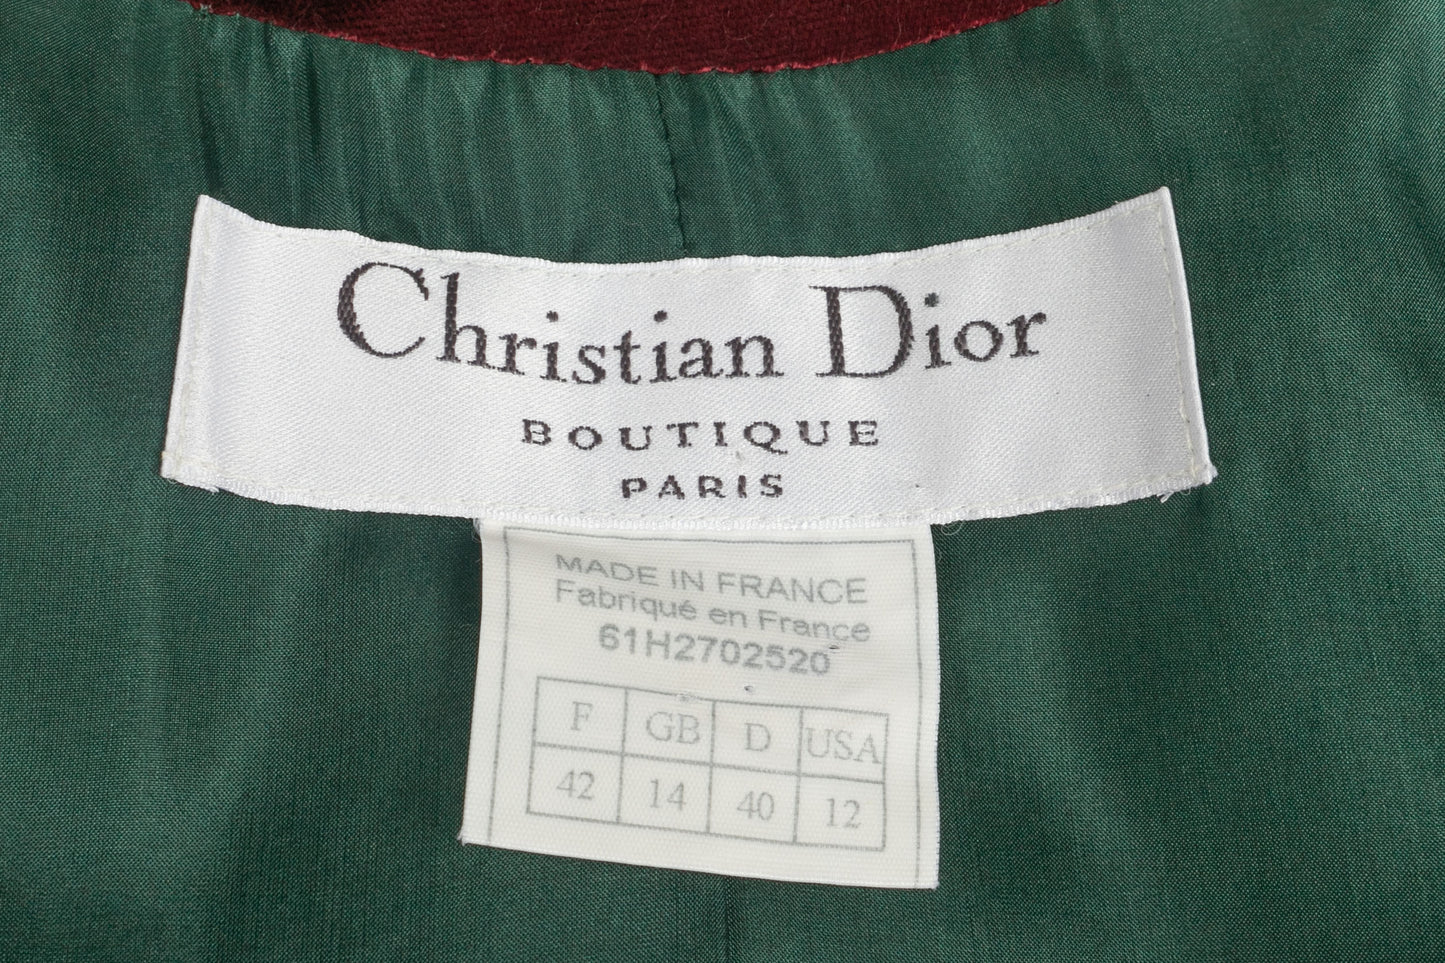 Christian Dior
BOUTIQUE
PARIS
MADE IN FRANCE
Fabriqué en France
61H2702520
F GB D USA
42 14 40 12